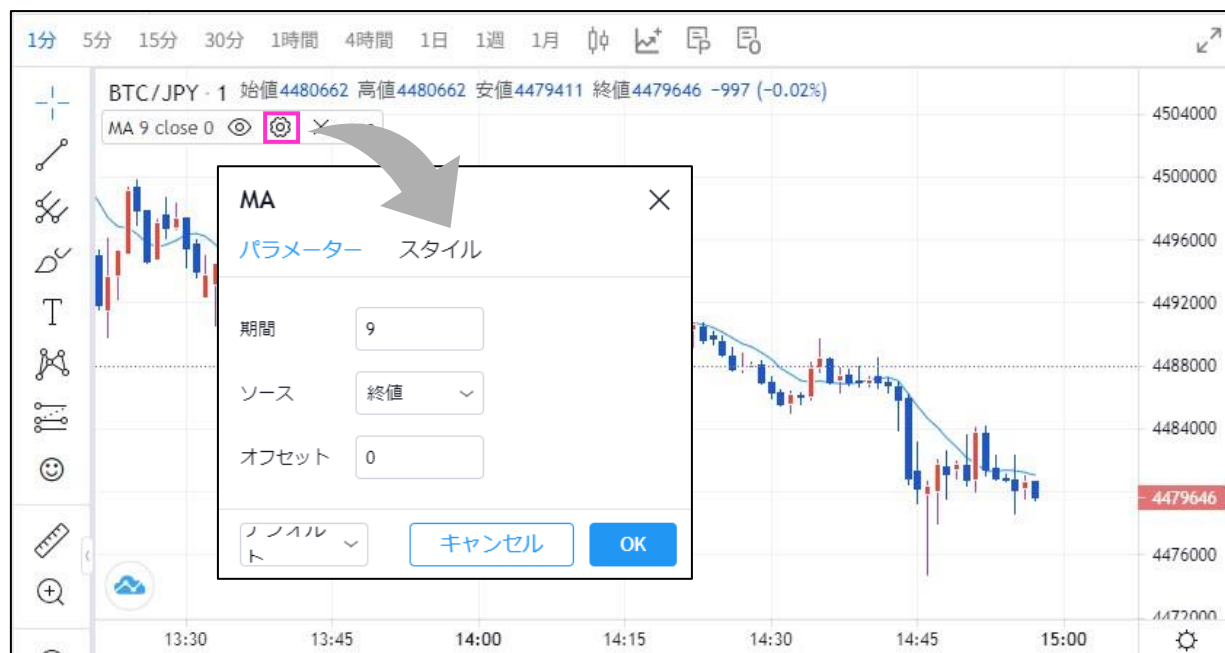 1分 5分 15分 30分 1時間 4時間 1日 1週 1月
BTC/JPY · 1 始値4480662 高値4480662 安値4479411 終値4479646 -997 (-0.02%)
MA 9 close 0
4504000
4500000
4496000
4492000
4488000
4484000
4479646
4476000
4472000
MA
パラメーター スタイル
期間 9
ソース 終値
オフセット 0
デフォルト
キャンセル OK
13:30 13:45 14:00 14:15 14:30 14:45 15:00